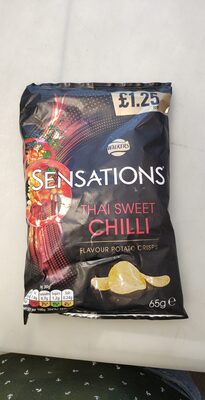 £1.25
WALKERS
SENSATIONS
THAI SWEET
CHILLI
FLAVOUR POTATO CRISPS
65g e